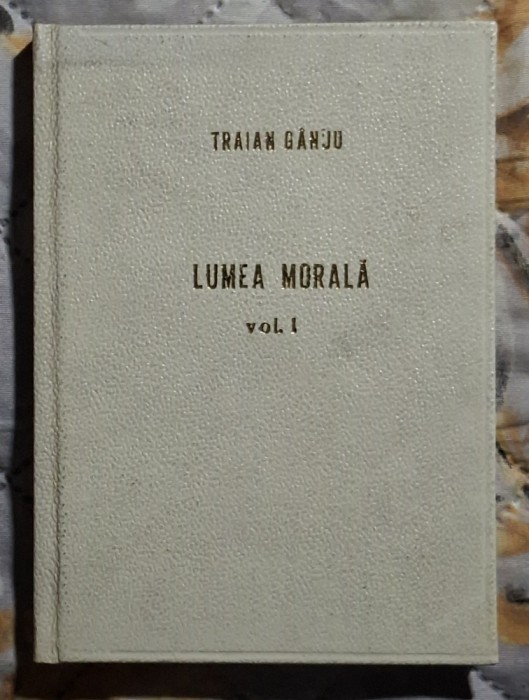 TRAIAN GÂNJU
LUMEA MORALĂ
vol. I